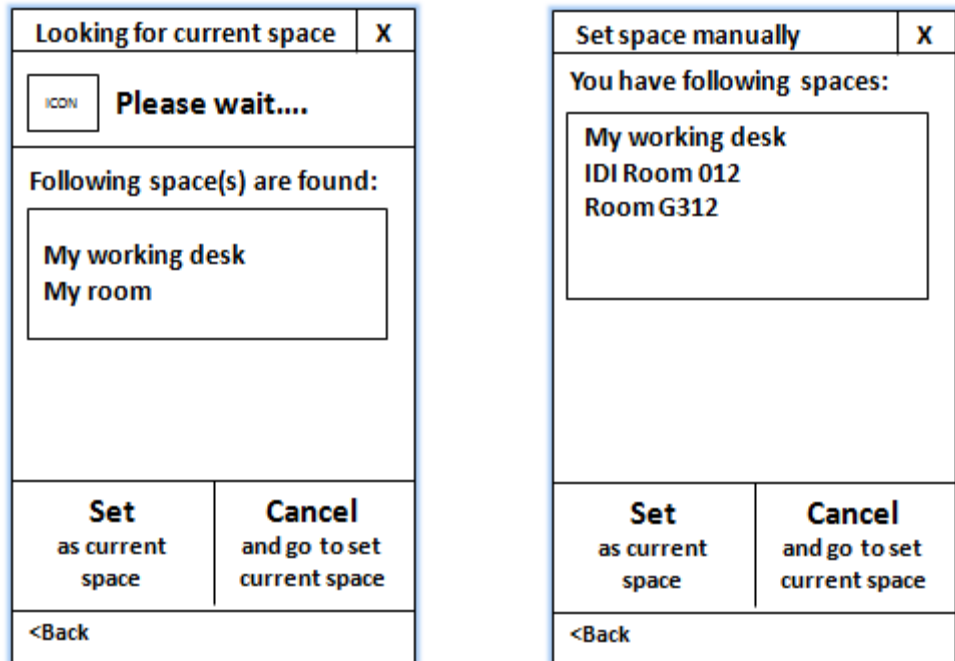 Looking for current space X
ICON Please wait....
Following space(s) are found:
My working desk
My room
Set
as current
space
Cancel
and go to set
current space
<Back
Set space manually X
You have following spaces:
My working desk
IDI Room 012
Room G312
Set
as current
space
Cancel
and go to set
current space
<Back